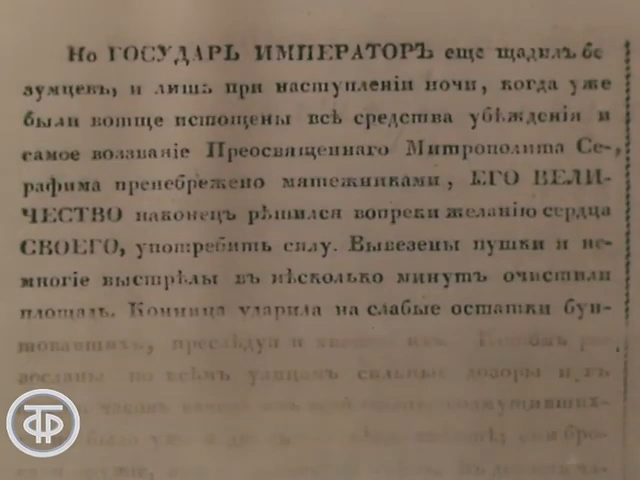 Но ГОСУДАРЬ ИМПЕРАТОРЪ еще щадилъ бе
зумцевъ, и лишь при наступленіи ночи, когда уже
были вотще истощены всѣ средства убѣжденія и
самое воззваніе Преосвященнаго Митрополита Се-
рафима пренебрежено мятежниками, ЕГО ВЕЛИ-
ЧЕСТВО наконецъ рѣшился вопреки желанію сердца
СВОЕГО, употребить силу. Вывезены пушки и не-
многіе выстрѣлы въ нѣсколько минутъ очистили
площадь. Конница ударила на слабые остатки бун-
товавшихъ, преслѣдуя и
по всѣмъ улицамъ сильные дозоры и въ